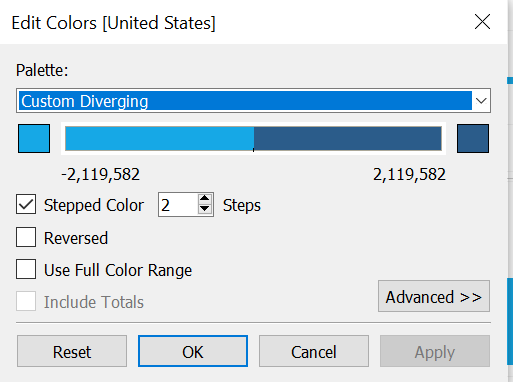 Edit Colors [United States]
Palette:
Custom Diverging
-2,119,582 2,119,582
Stepped Color 2 Steps
Reversed
Use Full Color Range
Include Totals
Advanced >>
Reset OK Cancel Apply